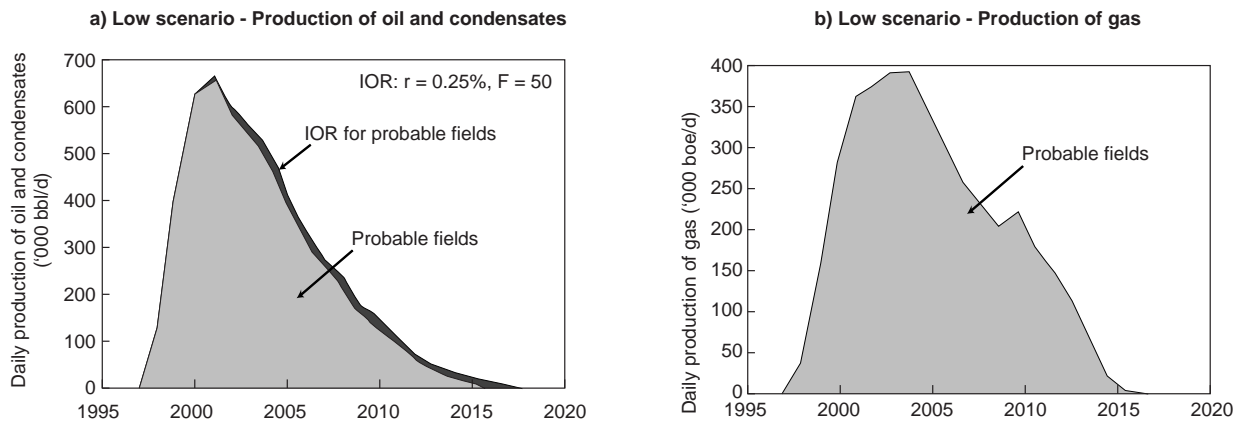 a) Low scenario - Production of oil and condensates
Daily production of oil and condensates
(‘000 bbl/d)
700
600
500
400
300
200
100
0
1995 2000 2005 2010 2015 2020
IOR: r = 0.25%, F = 50
IOR for probable fields
Probable fields
b) Low scenario - Production of gas
Daily production of gas (‘000 boe/d)
400
350
300
250
200
150
100
50
0
1995 2000 2005 2010 2015 2020
Probable fields